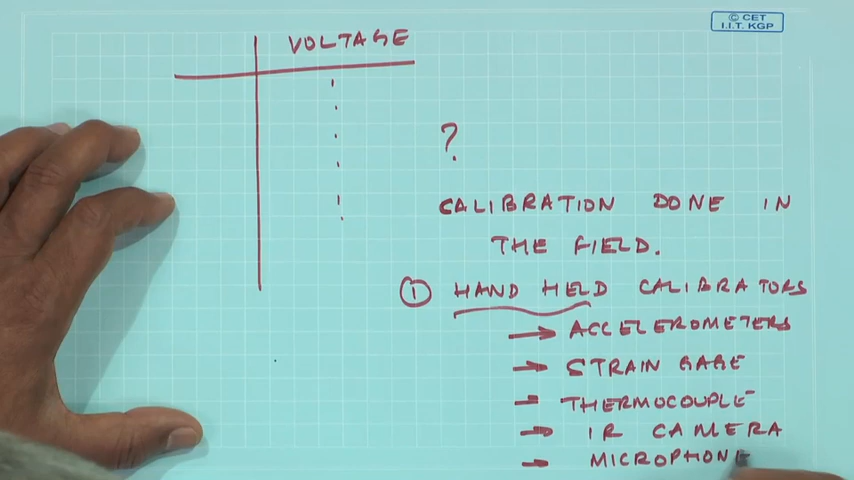 © CET
I.I.T. KGP
VOLTAGE
?
CALIBRATION DONE IN
THE FIELD.
① HAND HELD CALIBRATORS
→ ACCELEROMETERS
→ STRAIN GAGE
→ THERMOCOUPLE
→ IR CAMERA
→ MICROPHONE